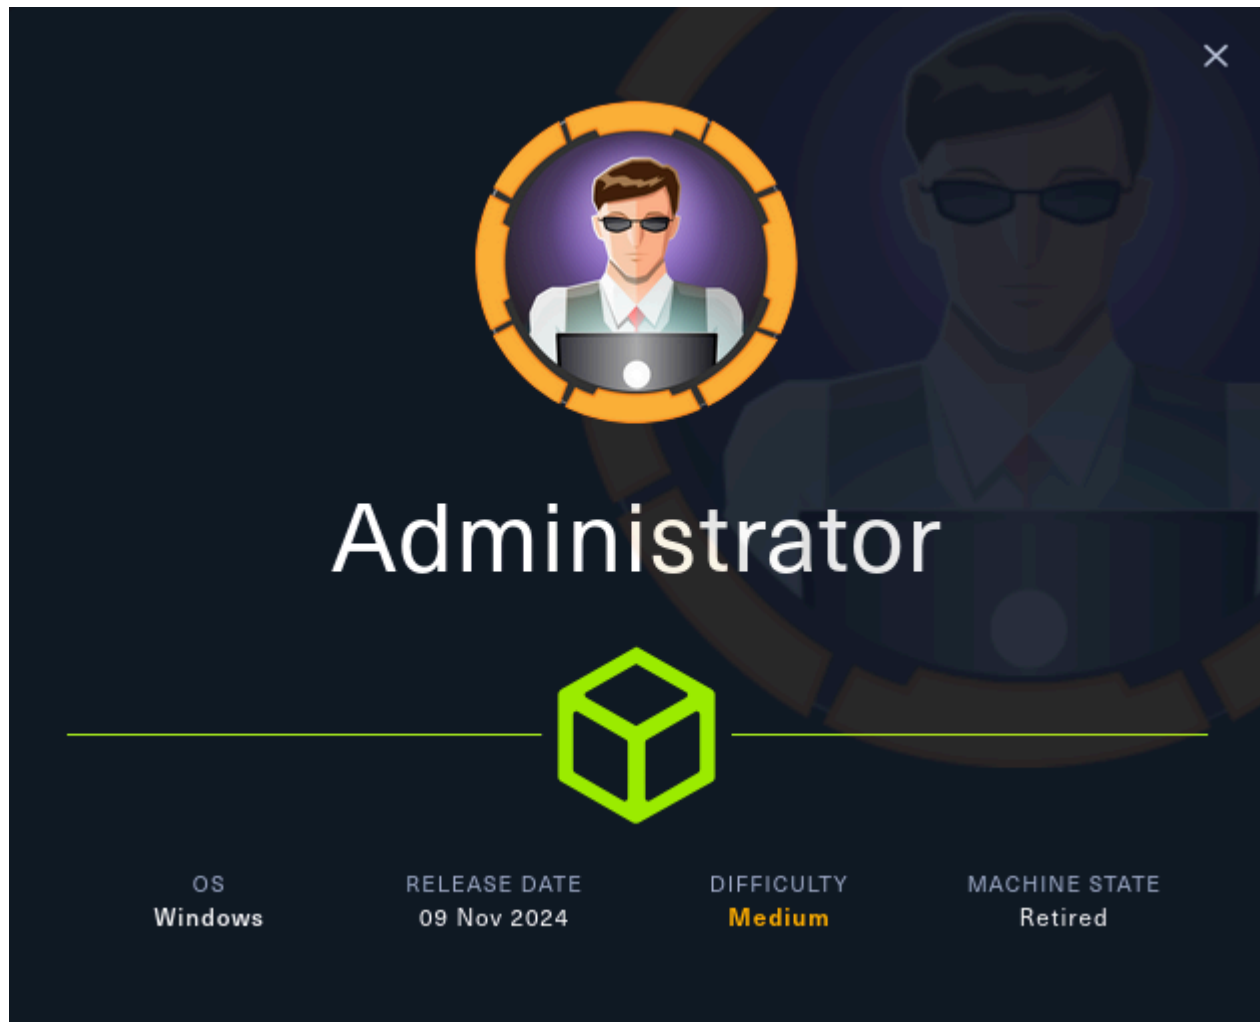 Administrator
OS
Windows
RELEASE DATE
09 Nov 2024
DIFFICULTY
Medium
MACHINE STATE
Retired